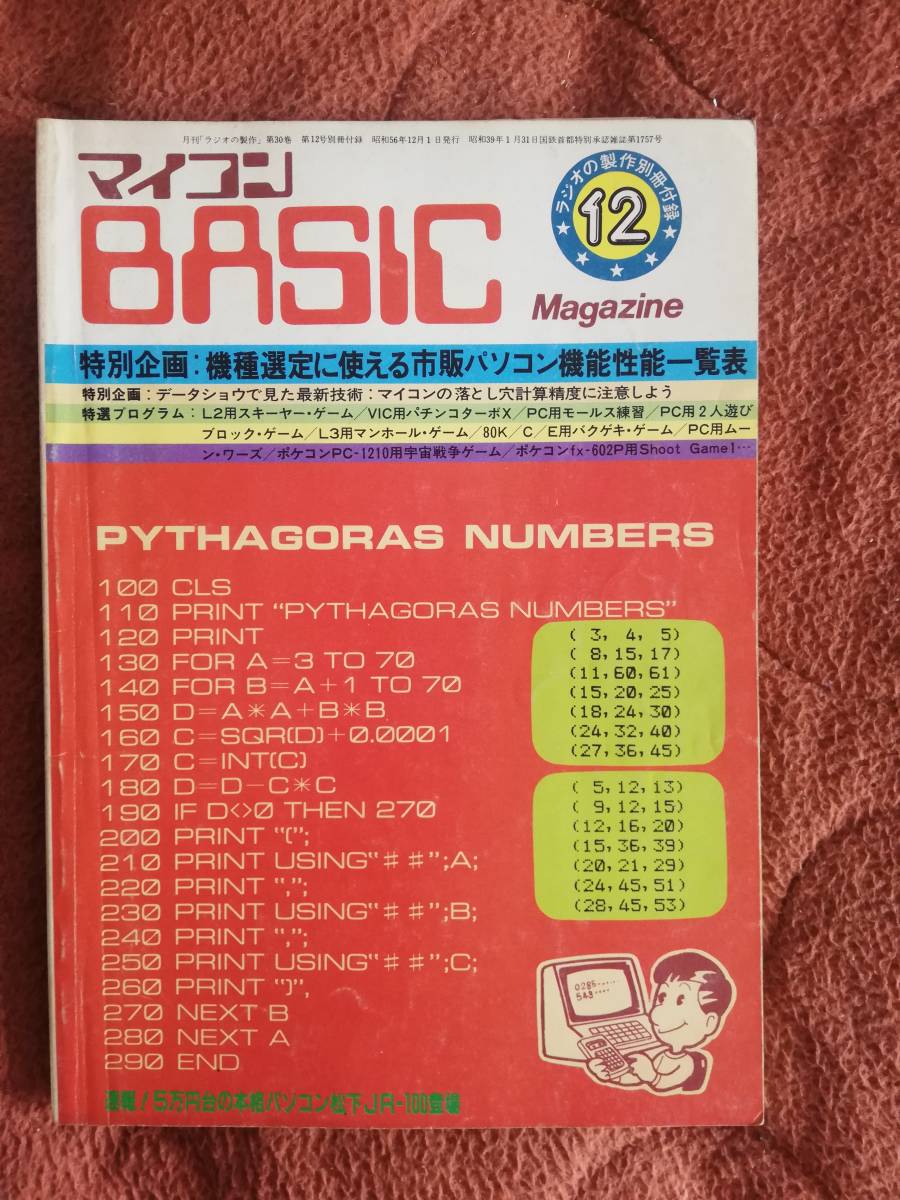 月刊「ラジオの製作」第30巻 第12号別冊付録 昭和56年12月1日発行 昭和39年1月31日国鉄首都特別承認雑誌第1757号
マイコン
BASIC
Magazine
ラジオの製作別冊付録
12
特別企画:機種選定に使える市販パソコン機能性能一覧表
特別企画:データショウで見た最新技術:マイコンの落とし穴計算精度に注意しよう
特選プログラム:L2用スキーヤー・ゲーム/VIC用パチンコターボX/PC用モールス練習/PC用2人遊び
ブロック・ゲーム/L3用マンホール・ゲーム/80K/C/E用バクゲキ・ゲーム/PC用ムー
ン・ワーズ/ポケコンPC-1210用宇宙戦争ゲーム/ポケコンfx-602P用Shoot Game1…
PYTHAGORAS NUMBERS
100 CLS
110 PRINT "PYTHAGORAS NUMBERS"
120 PRINT
130 FOR A=3 TO 70
140 FOR B=A+1 TO 70
150 D=A*A+B*B
160 C=SQR(D)+0.0001
170 C=INT(C)
180 D=D-C*C
190 IF D<>0 THEN 270
200 PRINT "(";
210 PRINT USING"##";A;
220 PRINT ",";
230 PRINT USING"##";B;
240 PRINT ",";
250 PRINT USING"##";C;
260 PRINT ")",
270 NEXT B
280 NEXT A
290 END
( 3, 4, 5)
( 8,15,17)
(11,60,61)
(15,20,25)
(18,24,30)
(24,32,40)
(27,36,45)
( 5,12,13)
( 9,12,15)
(12,16,20)
(15,36,39)
(20,21,29)
(24,45,51)
(28,45,53)
0285
543
速報!5万円台の本格パソコン松下JR-100登場